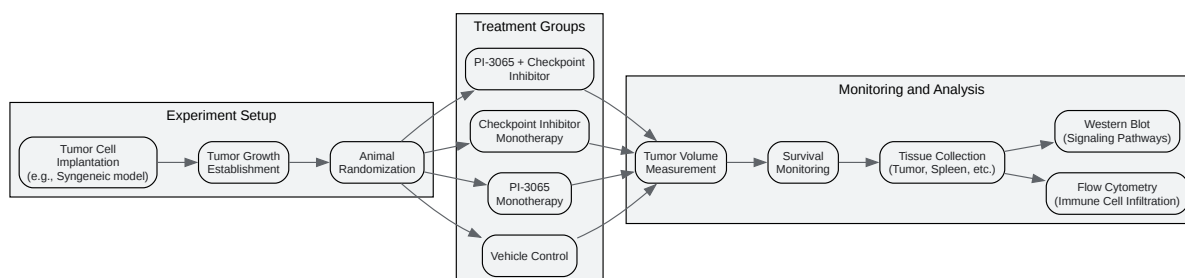 Experiment Setup
Tumor Cell
Implantation
(e.g., Syngeneic model)
Tumor Growth
Establishment
Animal
Randomization
Treatment Groups
PI-3065 + Checkpoint
Inhibitor
Checkpoint Inhibitor
Monotherapy
PI-3065
Monotherapy
Vehicle Control
Monitoring and Analysis
Tumor Volume
Measurement
Survival
Monitoring
Tissue Collection
(Tumor, Spleen, etc.)
Western Blot
(Signaling Pathways)
Flow Cytometry
(Immune Cell Infiltration)